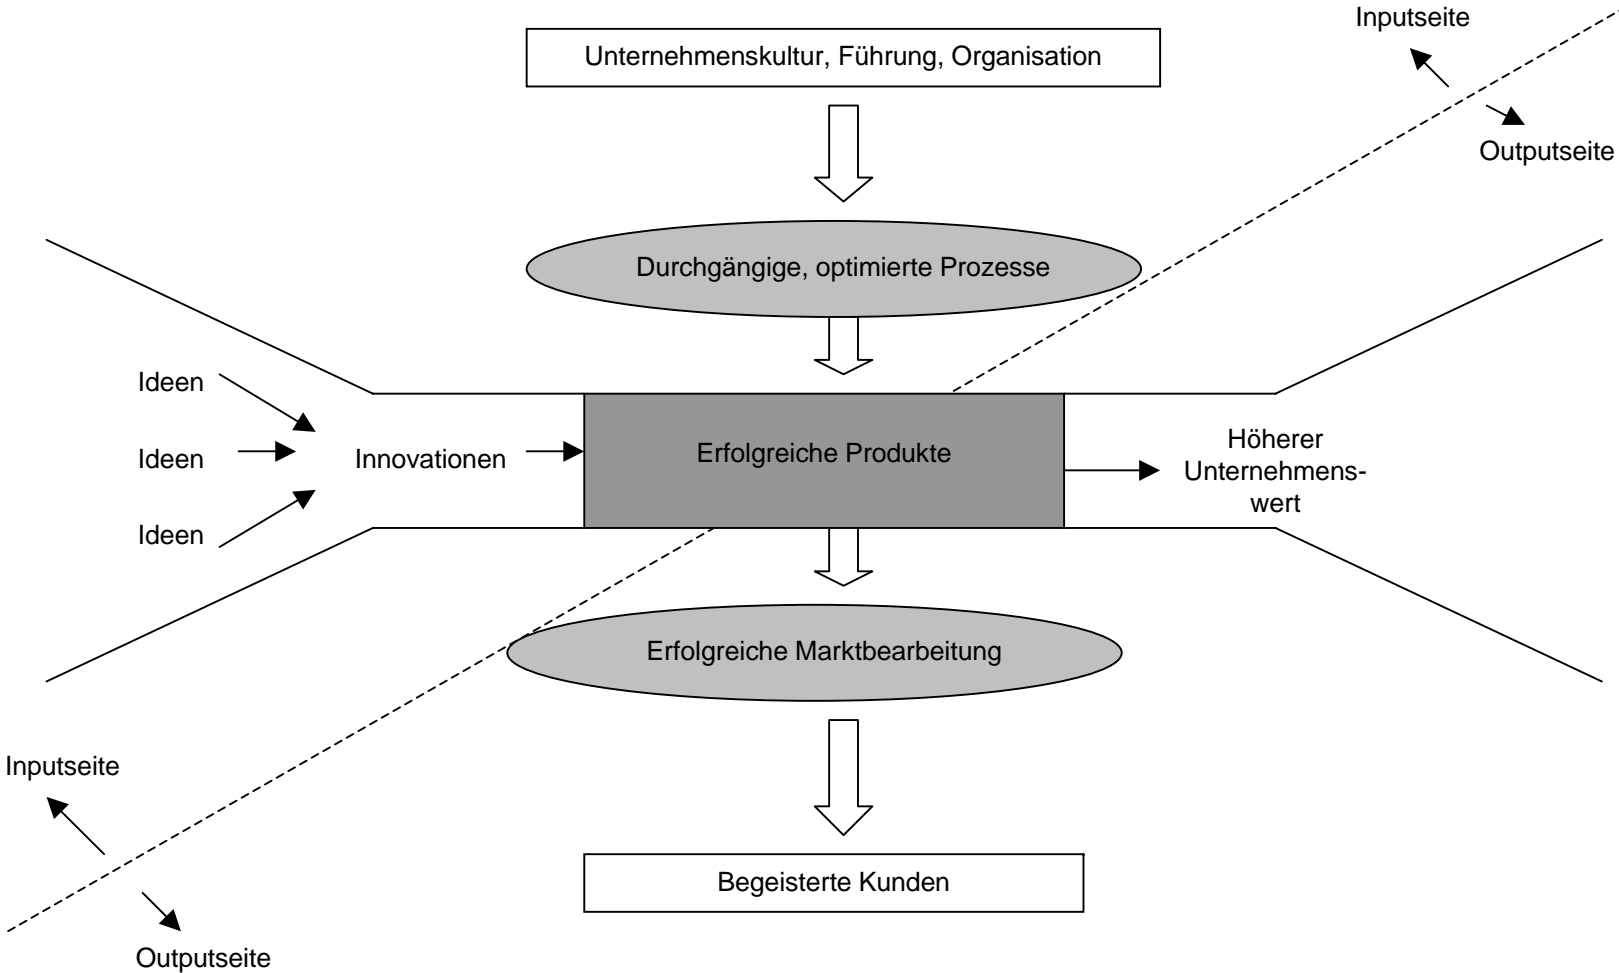 Inputseite
Unternehmenskultur, Führung, Organisation
Outputseite
Durchgängige, optimierte Prozesse
Ideen
Ideen
Ideen
Innovationen
Erfolgreiche Produkte
Höherer
Unternehmens-
wert
Erfolgreiche Marktbearbeitung
Inputseite
Begeisterte Kunden
Outputseite